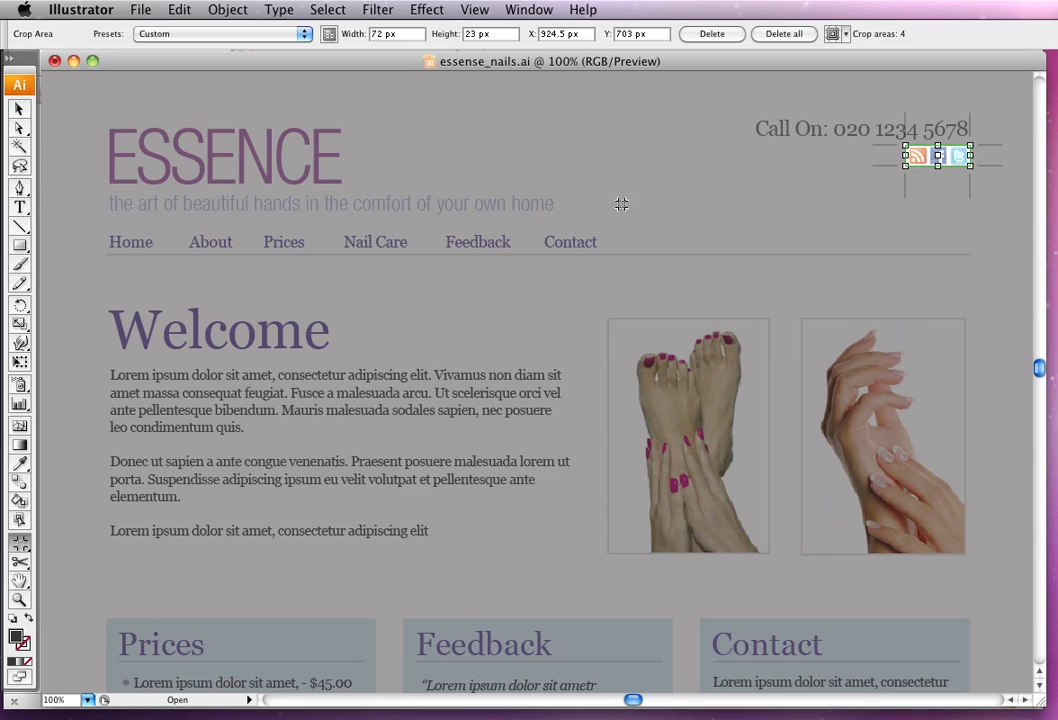 Illustrator File Edit Object Type Select Filter Effect View Window Help
Crop Area Presets: Custom Width: 72 px Height: 23 px X: 924.5 px Y: 703 px Delete Delete all Crop areas: 4
essense_nails.ai @ 100% (RGB/Preview)
Ai
T
Call On: 020 1234 5678
ESSENCE
the art of beautiful hands in the comfort of your own home
Home About Prices Nail Care Feedback Contact
Welcome
Lorem ipsum dolor sit amet, consectetur adipiscing elit. Vivamus non diam sit
amet massa consequat feugiat. Fusce a malesuada arcu. Ut scelerisque orci vel
ante pellentesque bibendum. Mauris malesuada sodales sapien, nec posuere
leo condimentum quis.
Donec ut sapien a ante congue venenatis. Praesent posuere malesuada lorem ut
porta. Suspendisse adipiscing ipsum eu velit volutpat et pellentesque ante
elementum.
Lorem ipsum dolor sit amet, consectetur adipiscing elit
Prices Feedback Contact
Lorem ipsum dolor sit amet, - $45.00 “Lorem ipsum dolor sit ametr Lorem ipsum dolor sit amet, consectetur
100% Open